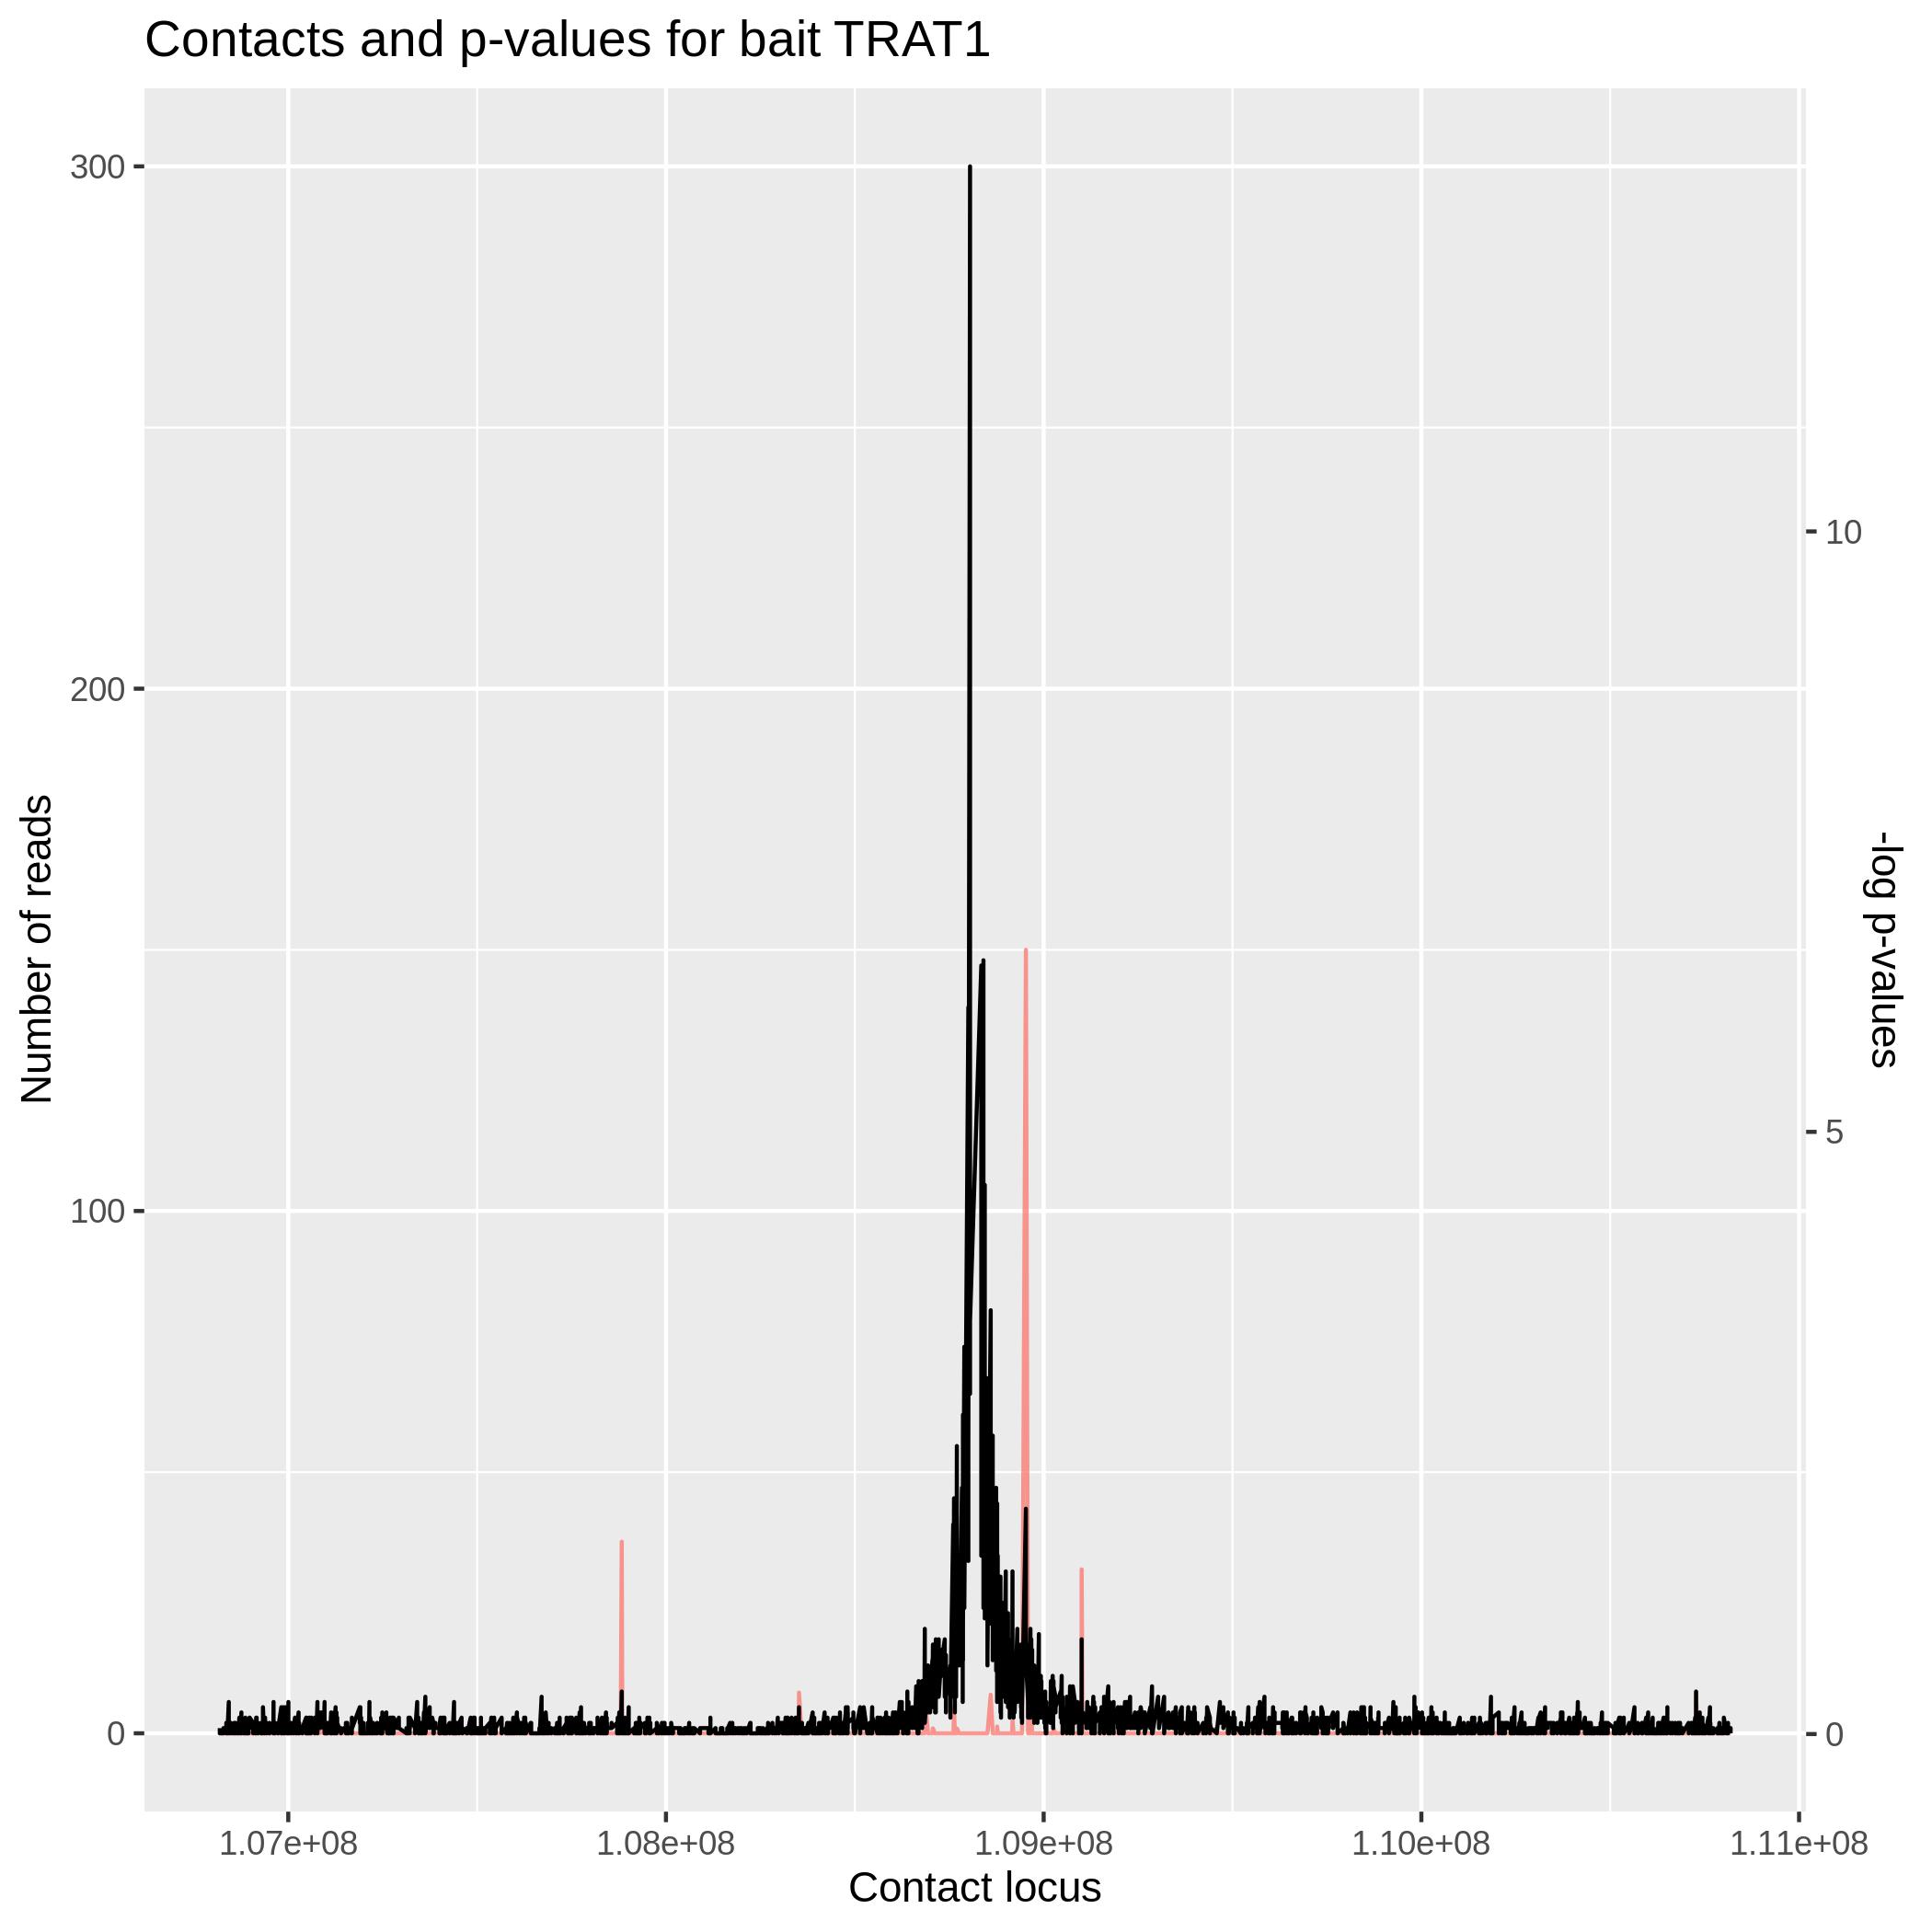 Contacts and p-values for bait TRAT1
300
200
100
0
Number of reads
10
5
0
-log p-values
1.07e+08
1.08e+08
1.09e+08
1.10e+08
1.11e+08
Contact locus